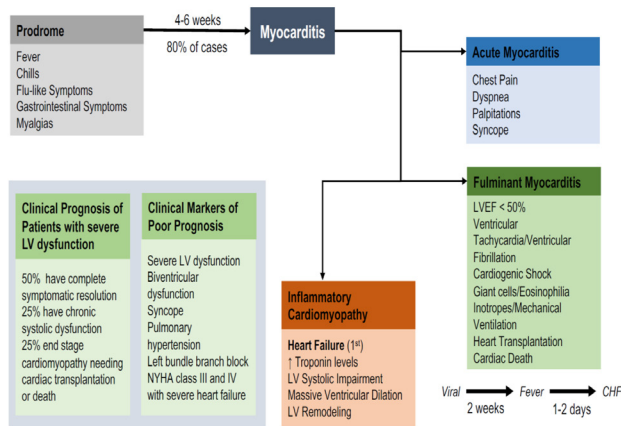 Prodrome
Fever
Chills
Flu-like Symptoms
Gastrointestinal Symptoms
Myalgias
4-6 weeks
80% of cases
Myocarditis
Acute Myocarditis
Chest Pain
Dyspnea
Palpitations
Syncope
Fulminant Myocarditis
LVEF < 50%
Ventricular
Tachycardia/Ventricular
Fibrillation
Cardiogenic Shock
Giant cells/Eosinophilia
Inotropes/Mechanical
Ventilation
Heart Transplantation
Cardiac Death
Clinical Prognosis of
Patients with severe
LV dysfunction
50% have complete
symptomatic resolution
25% have chronic
systolic dysfunction
25% end stage
cardiomyopathy needing
cardiac transplantation
or death
Clinical Markers of
Poor Prognosis
Severe LV dysfunction
Biventricular
dysfunction
Syncope
Pulmonary
hypertension
Left bundle branch block
NYHA class III and IV
with severe heart failure
Inflammatory
Cardiomyopathy
Heart Failure (1st)
↑ Troponin levels
LV Systolic Impairment
Massive Ventricular Dilation
LV Remodeling
Viral
2 weeks
Fever
1-2 days
CHF